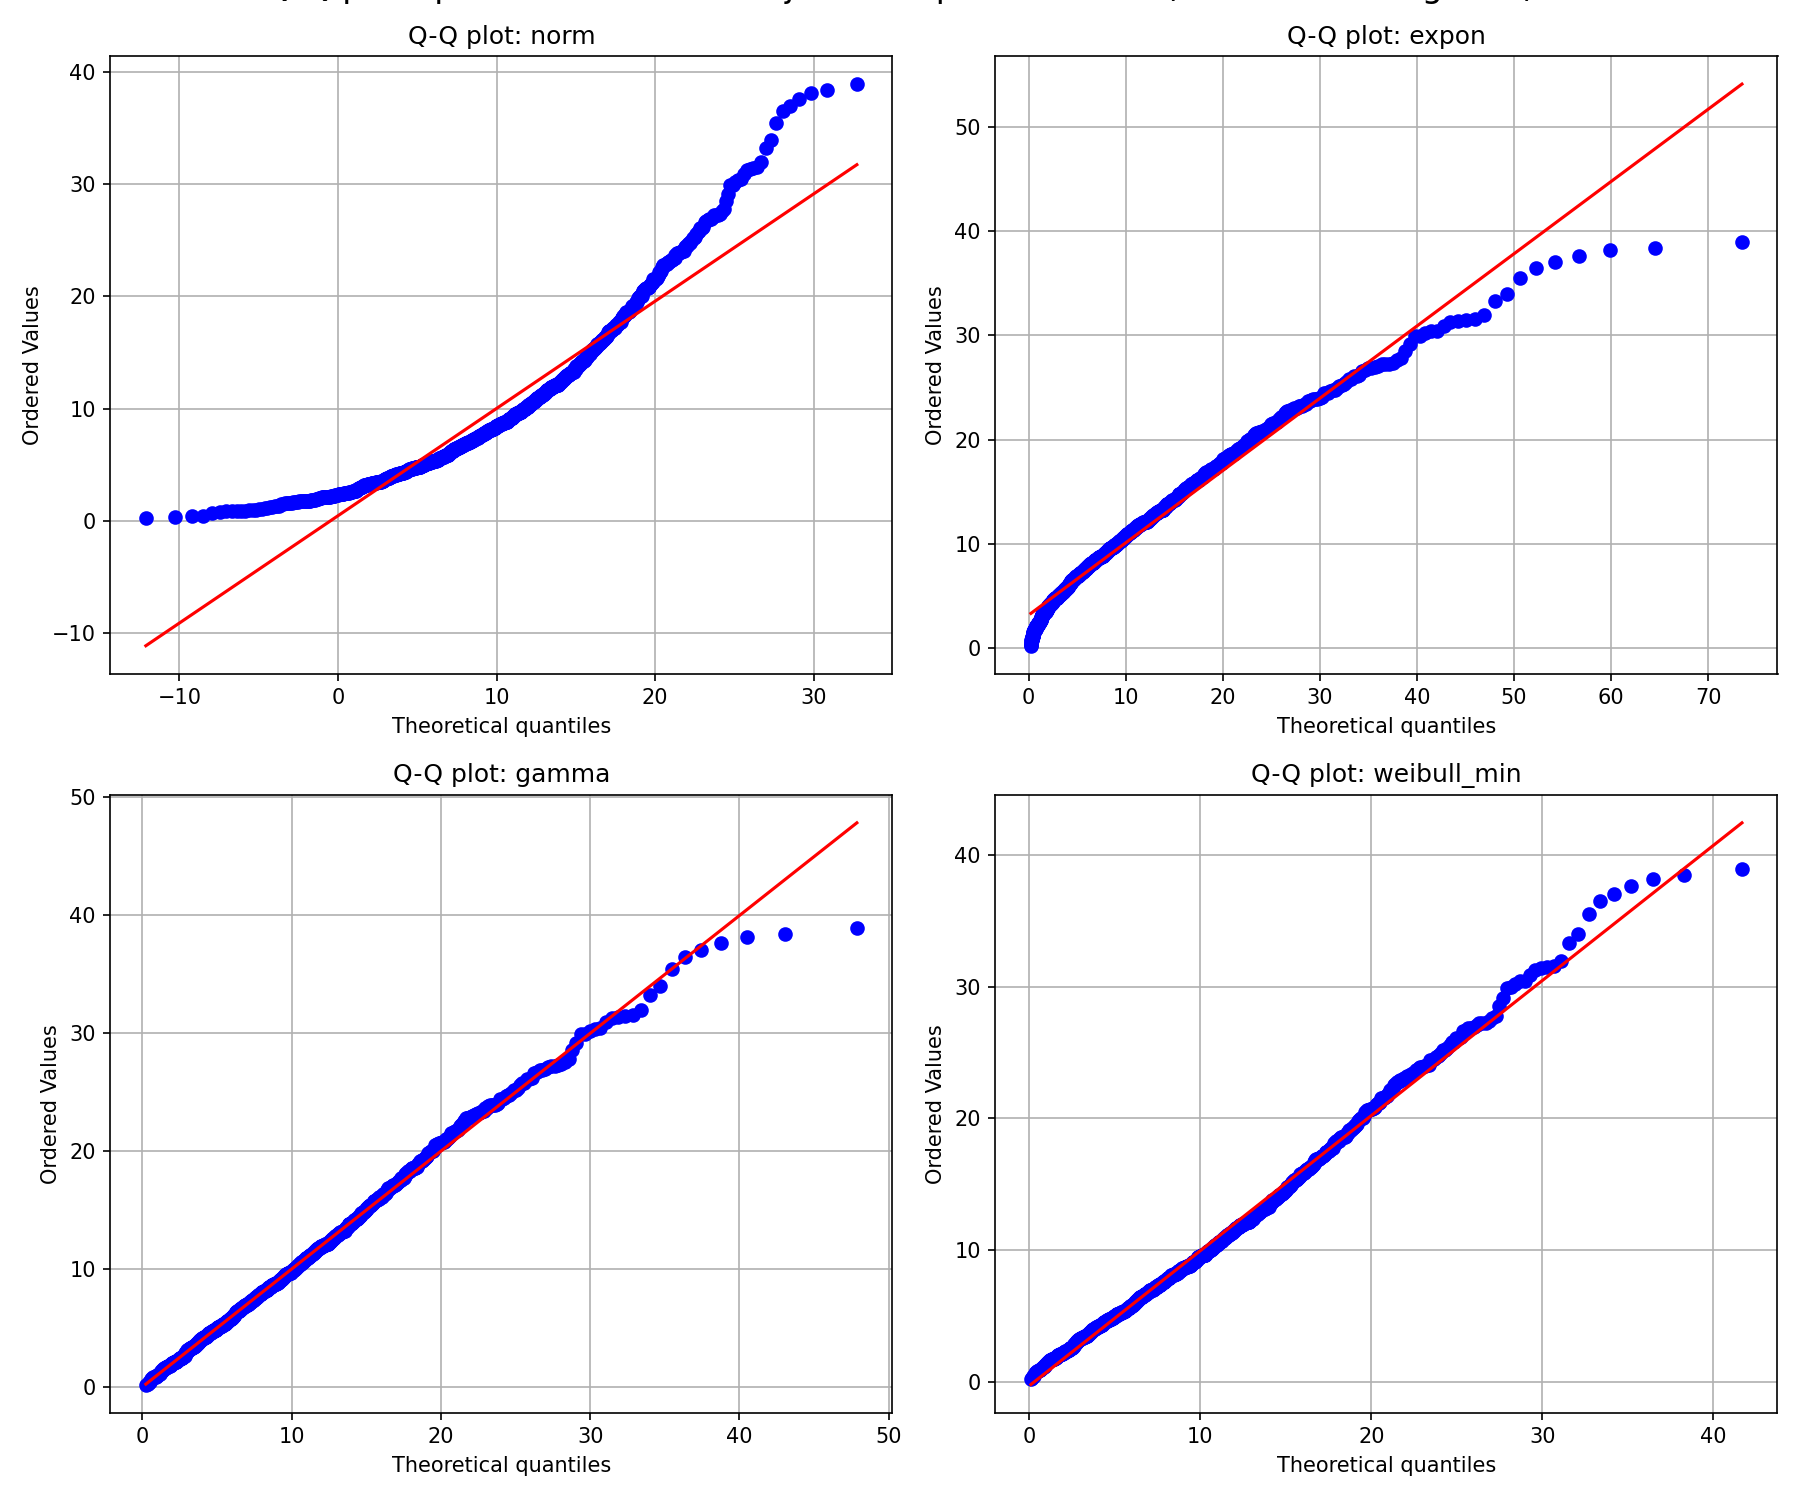 Q-Q plot: norm
40
30
20
10
0
−10
Ordered Values
−10 0 10 20 30
Theoretical quantiles
Q-Q plot: expon
50
40
30
20
10
0
Ordered Values
0 10 20 30 40 50 60 70
Theoretical quantiles
Q-Q plot: gamma
50
40
30
20
10
0
Ordered Values
0 10 20 30 40 50
Theoretical quantiles
Q-Q plot: weibull_min
40
30
20
10
0
Ordered Values
0 10 20 30 40
Theoretical quantiles